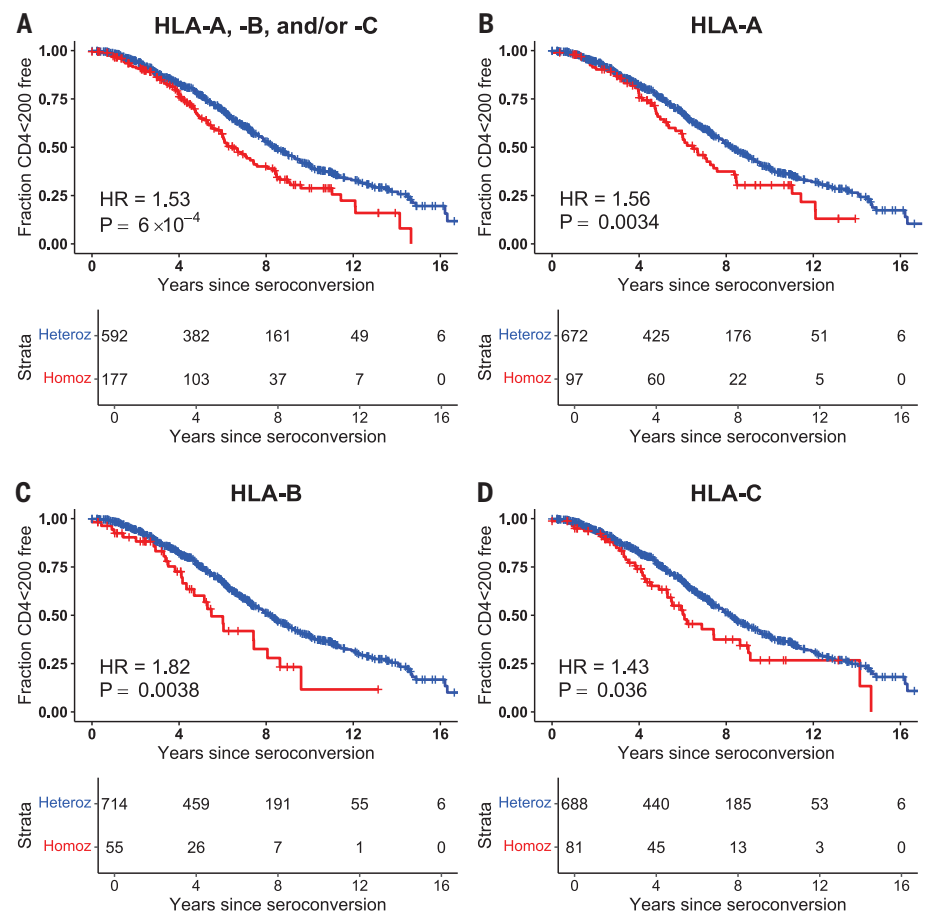 A HLA-A, -B, and/or -C
Fraction CD4<200 free
1.00
0.75
0.50
0.25
0.00
HR = 1.53
P = 6×10⁻⁴
0 4 8 12 16
Years since seroconversion
Strata
Heteroz 592 382 161 49 6
Homoz 177 103 37 7 0
0 4 8 12 16
Years since seroconversion
B HLA-A
Fraction CD4<200 free
1.00
0.75
0.50
0.25
0.00
HR = 1.56
P = 0.0034
0 4 8 12 16
Years since seroconversion
Strata
Heteroz 672 425 176 51 6
Homoz 97 60 22 5 0
0 4 8 12 16
Years since seroconversion
C HLA-B
Fraction CD4<200 free
1.00
0.75
0.50
0.25
0.00
HR = 1.82
P = 0.0038
0 4 8 12 16
Years since seroconversion
Strata
Heteroz 714 459 191 55 6
Homoz 55 26 7 1 0
0 4 8 12 16
Years since seroconversion
D HLA-C
Fraction CD4<200 free
1.00
0.75
0.50
0.25
0.00
HR = 1.43
P = 0.036
0 4 8 12 16
Years since seroconversion
Strata
Heteroz 688 440 185 53 6
Homoz 81 45 13 3 0
0 4 8 12 16
Years since seroconversion